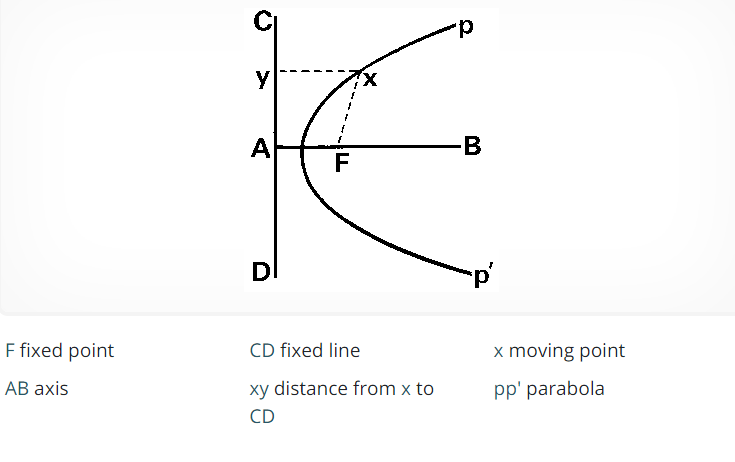 C
p
y
x
A
B
F
D
p'
F fixed point
CD fixed line
x moving point
AB axis
xy distance from x to
CD
pp' parabola